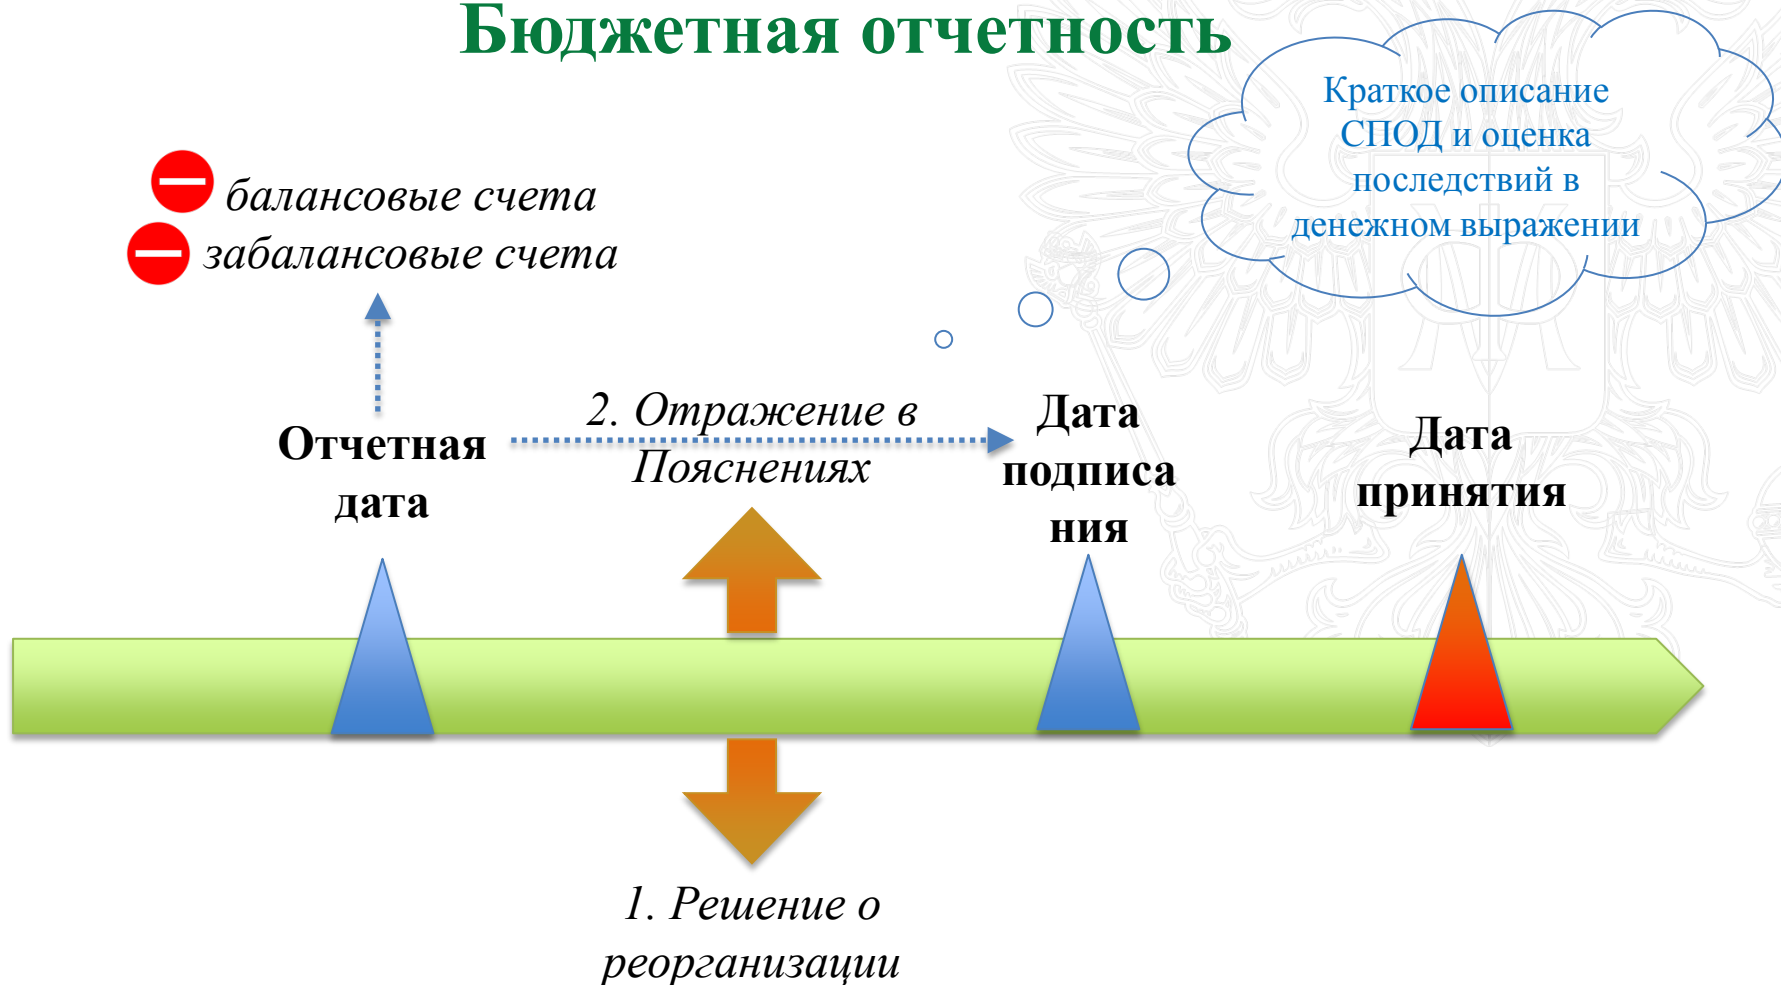 Бюджетная отчетность
Краткое описание
СПОД и оценка
последствий в
денежном выражении
балансовые счета
забалансовые счета
Отчетная
дата
2. Отражение в
Пояснениях
Дата
подписа
ния
Дата
принятия
1. Решение о
реорганизации